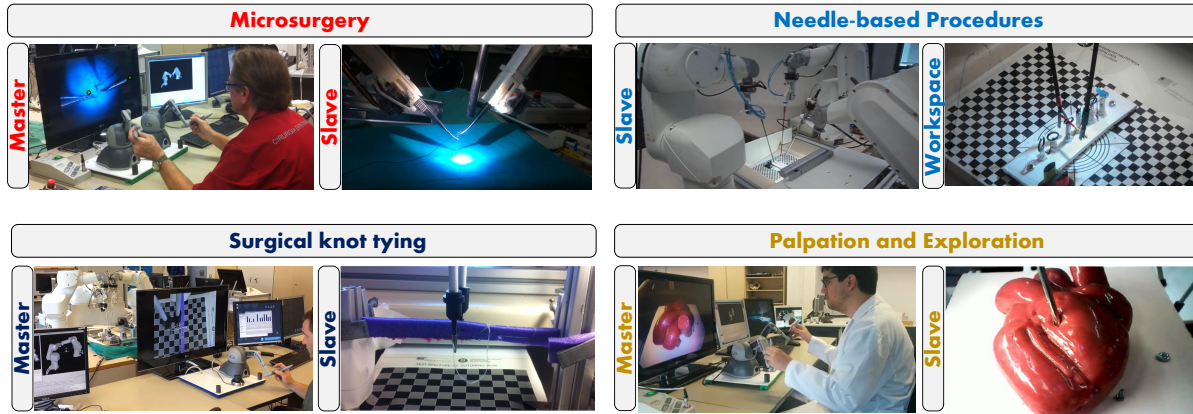 Microsurgery
Master
Slave
Needle-based Procedures
Slave
Workspace
Surgical knot tying
Master
Slave
Palpation and Exploration
Master
Slave